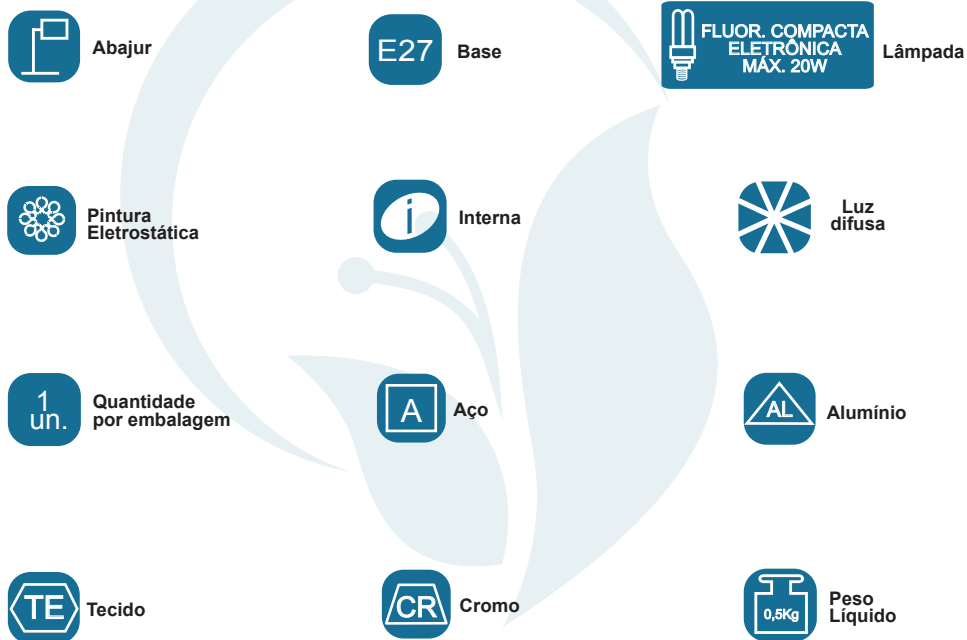 Abajur
E27
Base
FLUOR. COMPACTA
ELETRÔNICA
MÁX. 20W
Lâmpada
Pintura
Eletrostática
i
Interna
Luz
difusa
1
un.
Quantidade
por embalagem
A
Aço
AL
Alumínio
TE
Tecido
CR
Cromo
0,5Kg
Peso
Líquido